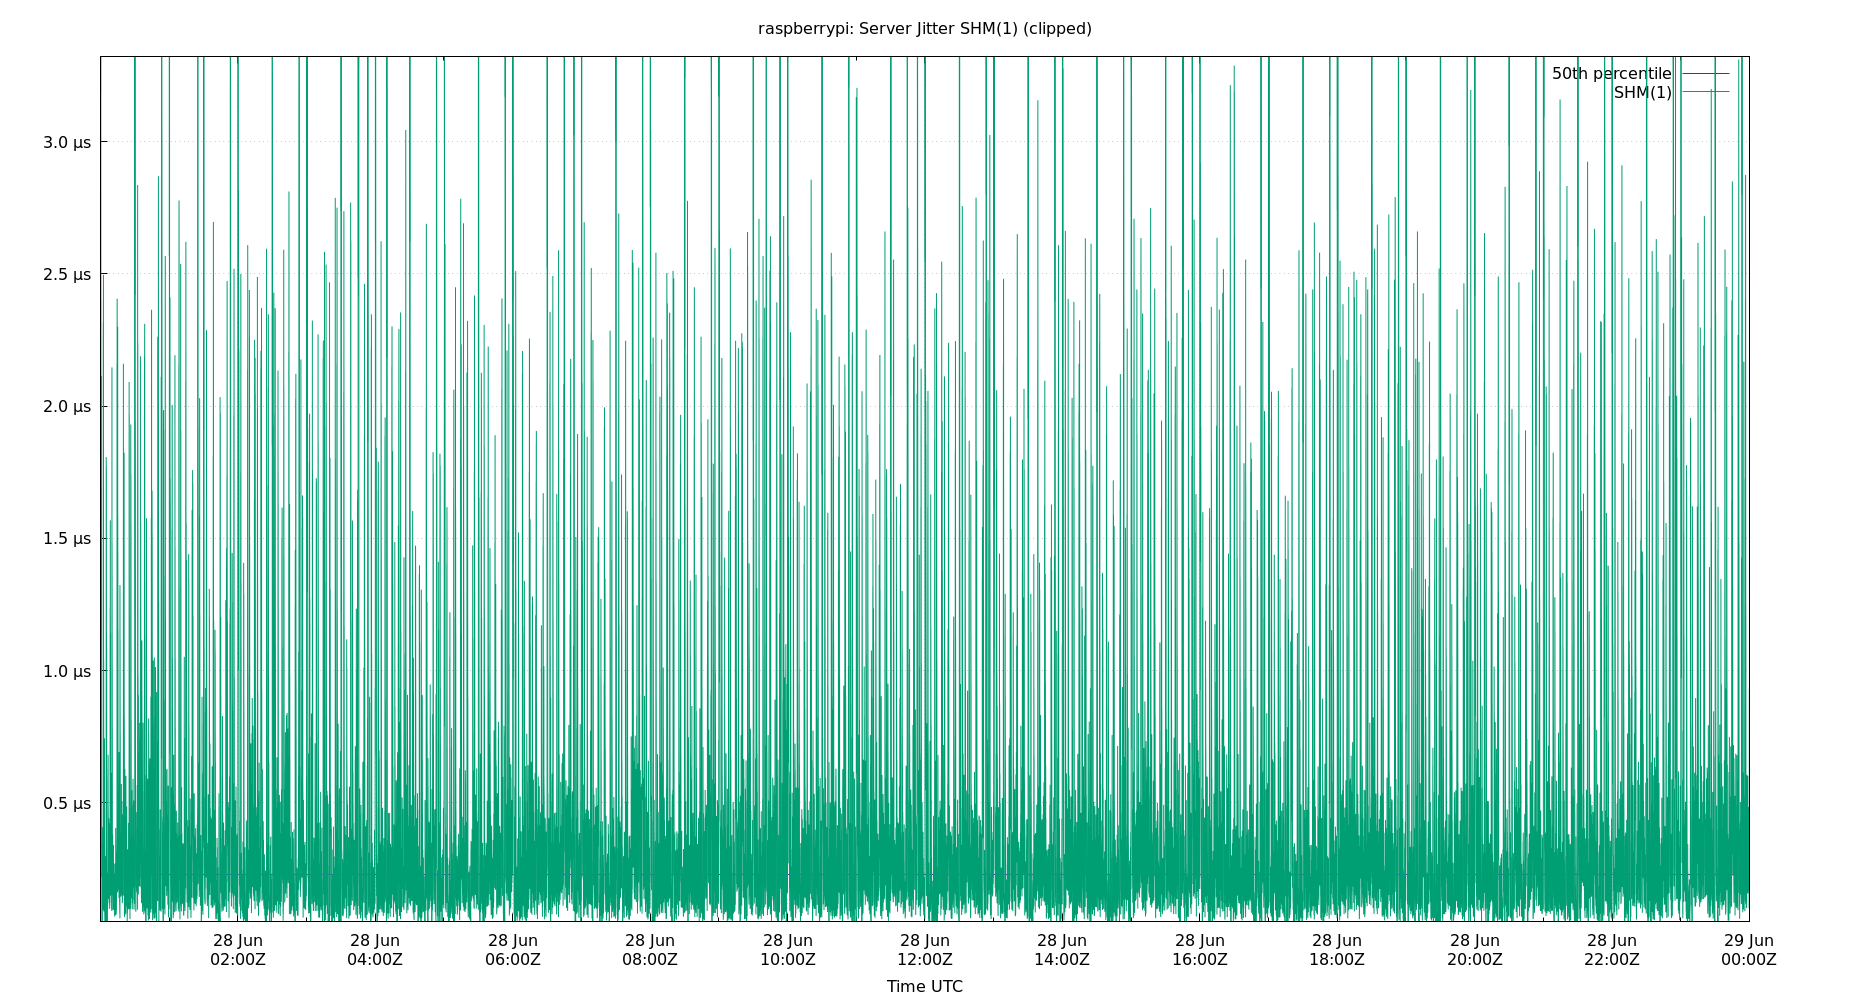 raspberrypi: Server Jitter SHM(1) (clipped)
50th percentile
SHM(1)
3.0 µs
2.5 µs
2.0 µs
1.5 µs
1.0 µs
0.5 µs
28 Jun 28 Jun 28 Jun 28 Jun 28 Jun 28 Jun 28 Jun 28 Jun 28 Jun 28 Jun 28 Jun 29 Jun
02:00Z 04:00Z 06:00Z 08:00Z 10:00Z 12:00Z 14:00Z 16:00Z 18:00Z 20:00Z 22:00Z 00:00Z
Time UTC